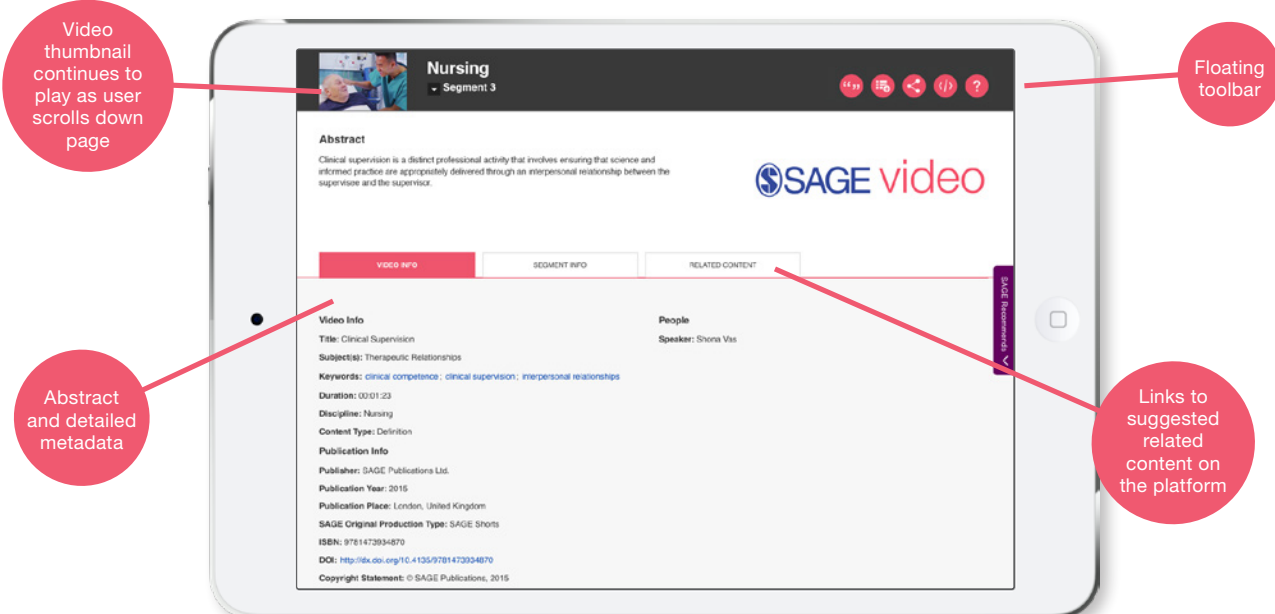 Video
thumbnail
continues to
play as user
scrolls down
page
Nursing
Segment 3
“ ”
</>
?
Floating
toolbar
Abstract
Clinical supervision is a distinct professional activity that involves ensuring that science and
informed practice are appropriately delivered through an interpersonal relationship between the
supervisee and the supervisor.
SSAGE video
VIDEO INFO
SEGMENT INFO
RELATED CONTENT
SAGE Recommends
Video Info
Title: Clinical Supervision
Subject(s): Therapeutic Relationships
Keywords: clinical competence; clinical supervision; interpersonal relationships
Duration: 00:01:23
Discipline: Nursing
Content Type: Definition
Publication Info
Publisher: SAGE Publications Ltd.
Publication Year: 2015
Publication Place: London, United Kingdom
SAGE Original Production Type: SAGE Shorts
ISBN: 9781473934870
DOI: http://dx.doi.org/10.4135/9781473934870
Copyright Statement: © SAGE Publications, 2015
People
Speaker: Shona Vas
Abstract
and detailed
metadata
Links to
suggested
related
content on
the platform